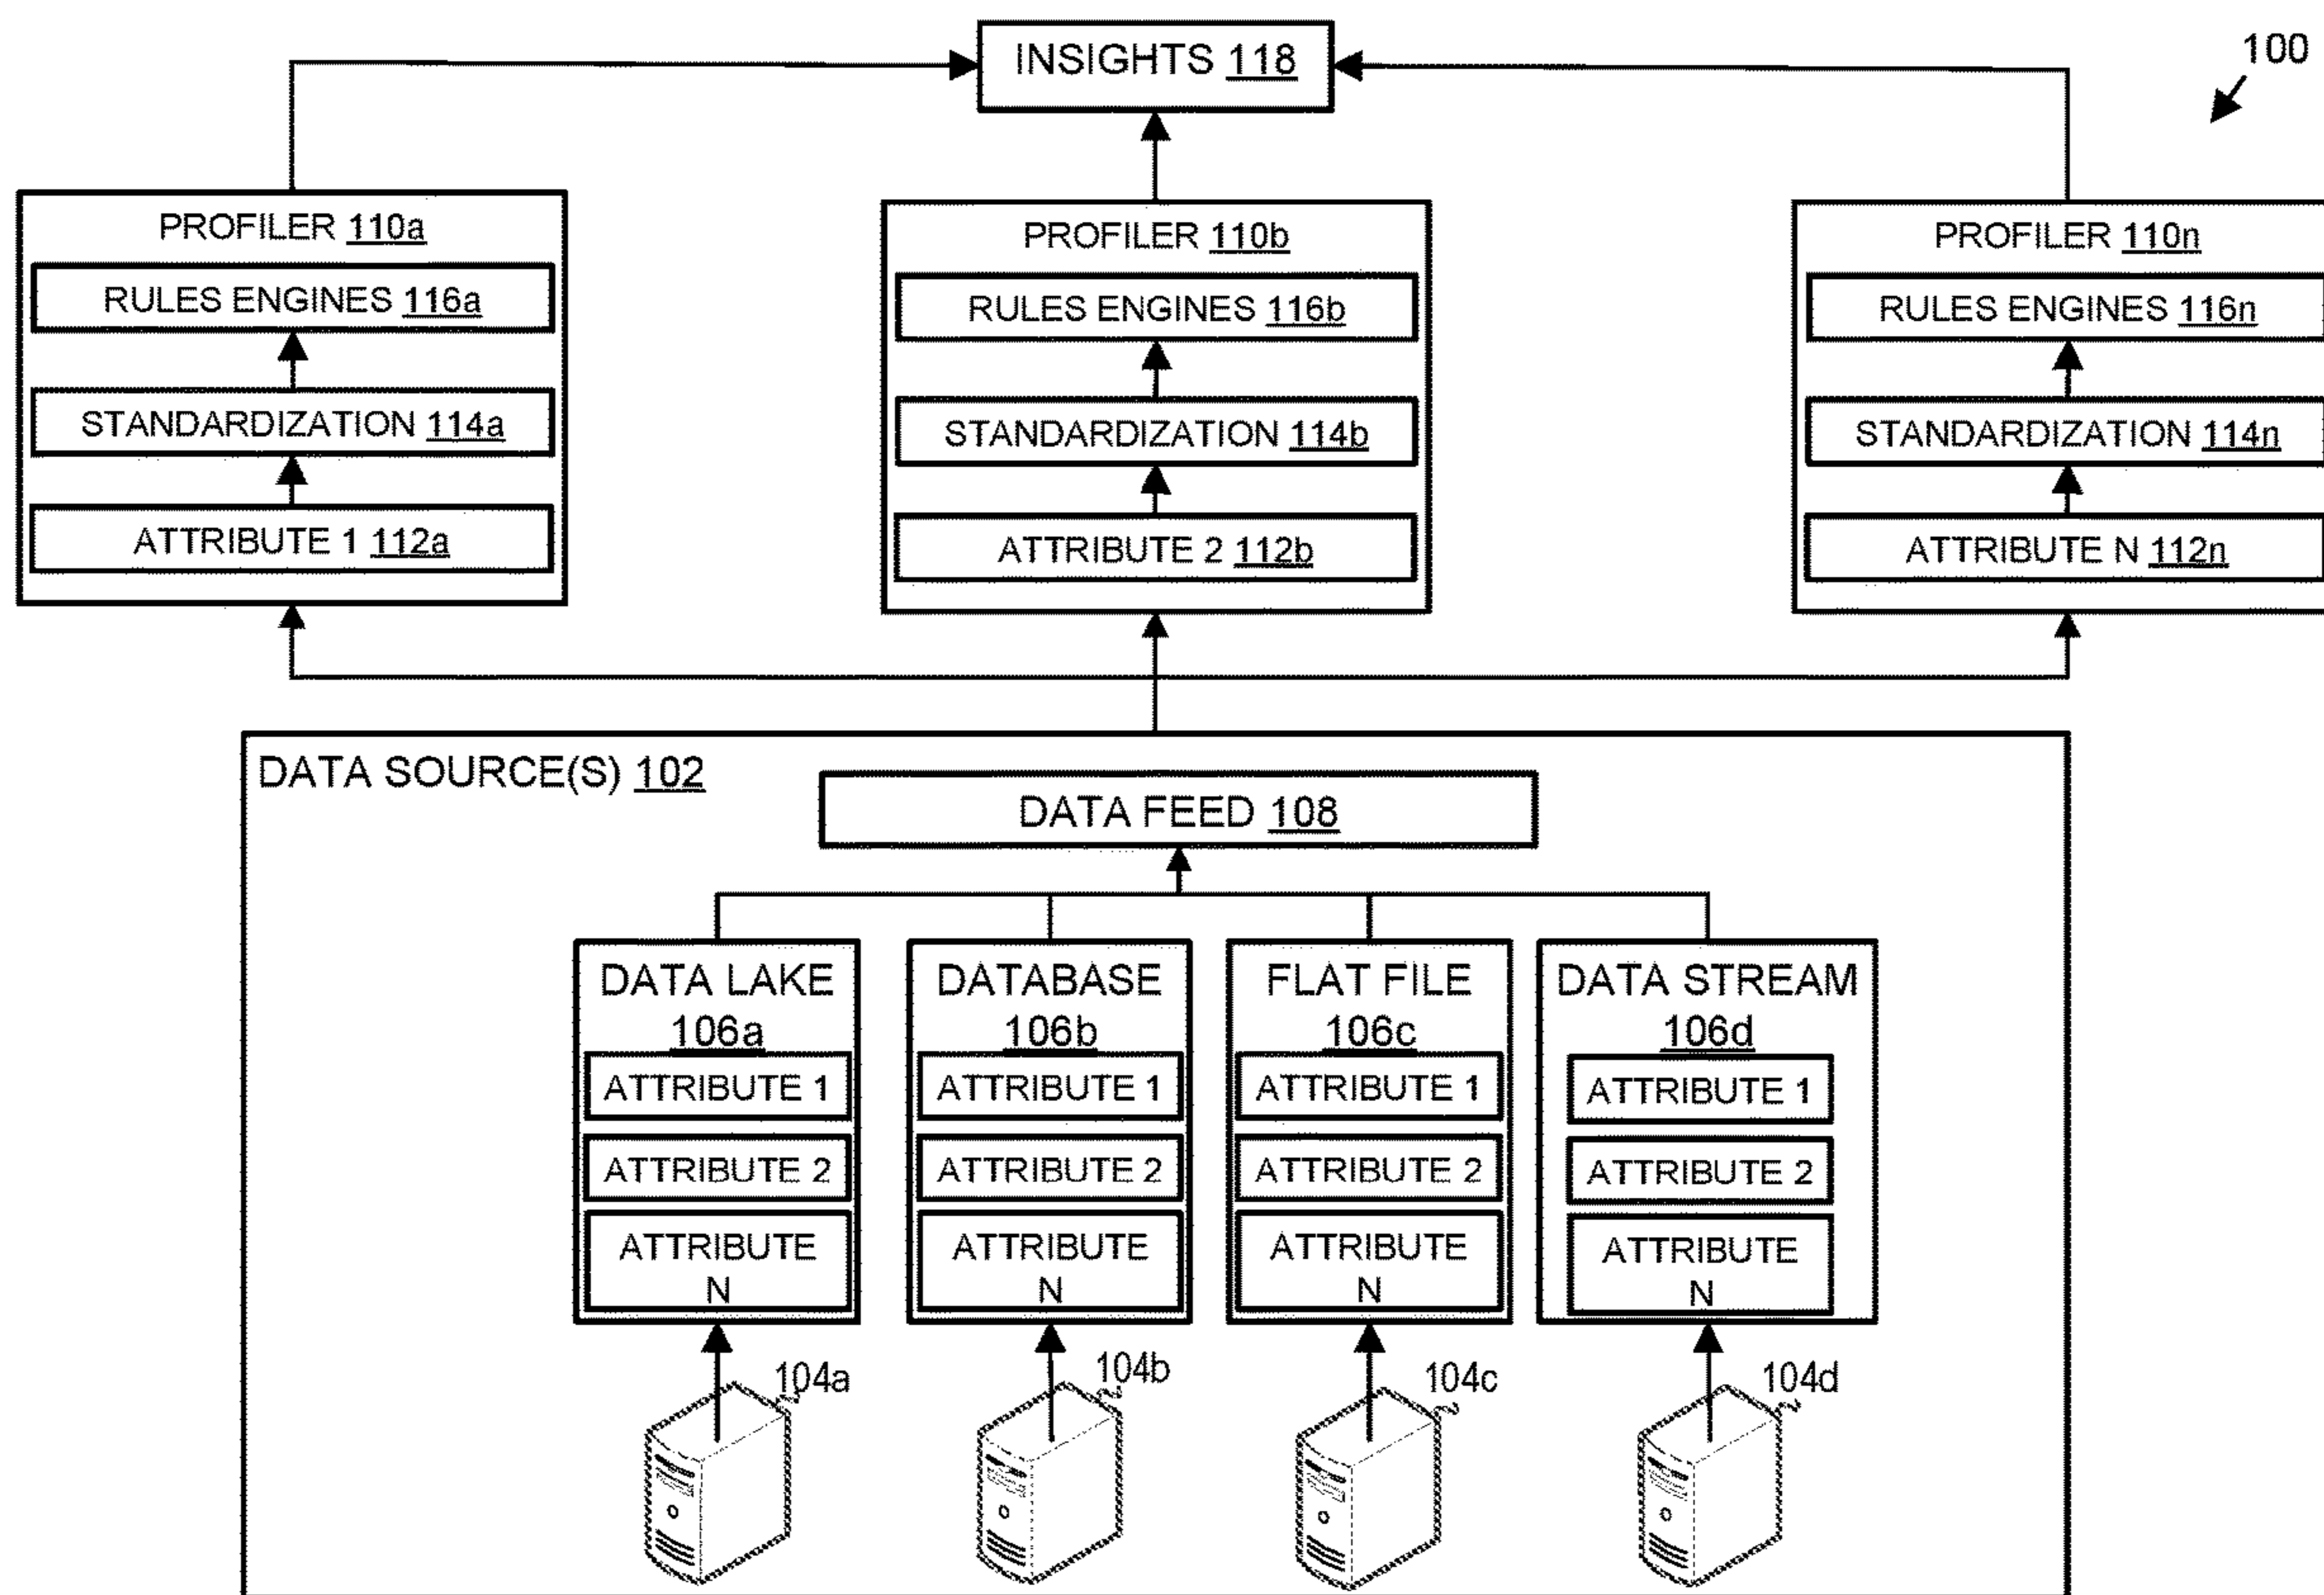 INSIGHTS 118
100
PROFILER 110a
RULES ENGINES 116a
STANDARDIZATION 114a
ATTRIBUTE 1 112a
PROFILER 110b
RULES ENGINES 116b
STANDARDIZATION 114b
ATTRIBUTE 2 112b
PROFILER 110n
RULES ENGINES 116n
STANDARDIZATION 114n
ATTRIBUTE N 112n
DATA SOURCE(S) 102
DATA FEED 108
DATA LAKE
106a
ATTRIBUTE 1
ATTRIBUTE 2
ATTRIBUTE
N
DATABASE
106b
ATTRIBUTE 1
ATTRIBUTE 2
ATTRIBUTE
N
FLAT FILE
106c
ATTRIBUTE 1
ATTRIBUTE 2
ATTRIBUTE
N
DATA STREAM
106d
ATTRIBUTE 1
ATTRIBUTE 2
ATTRIBUTE
N
104a
104b
104c
104d